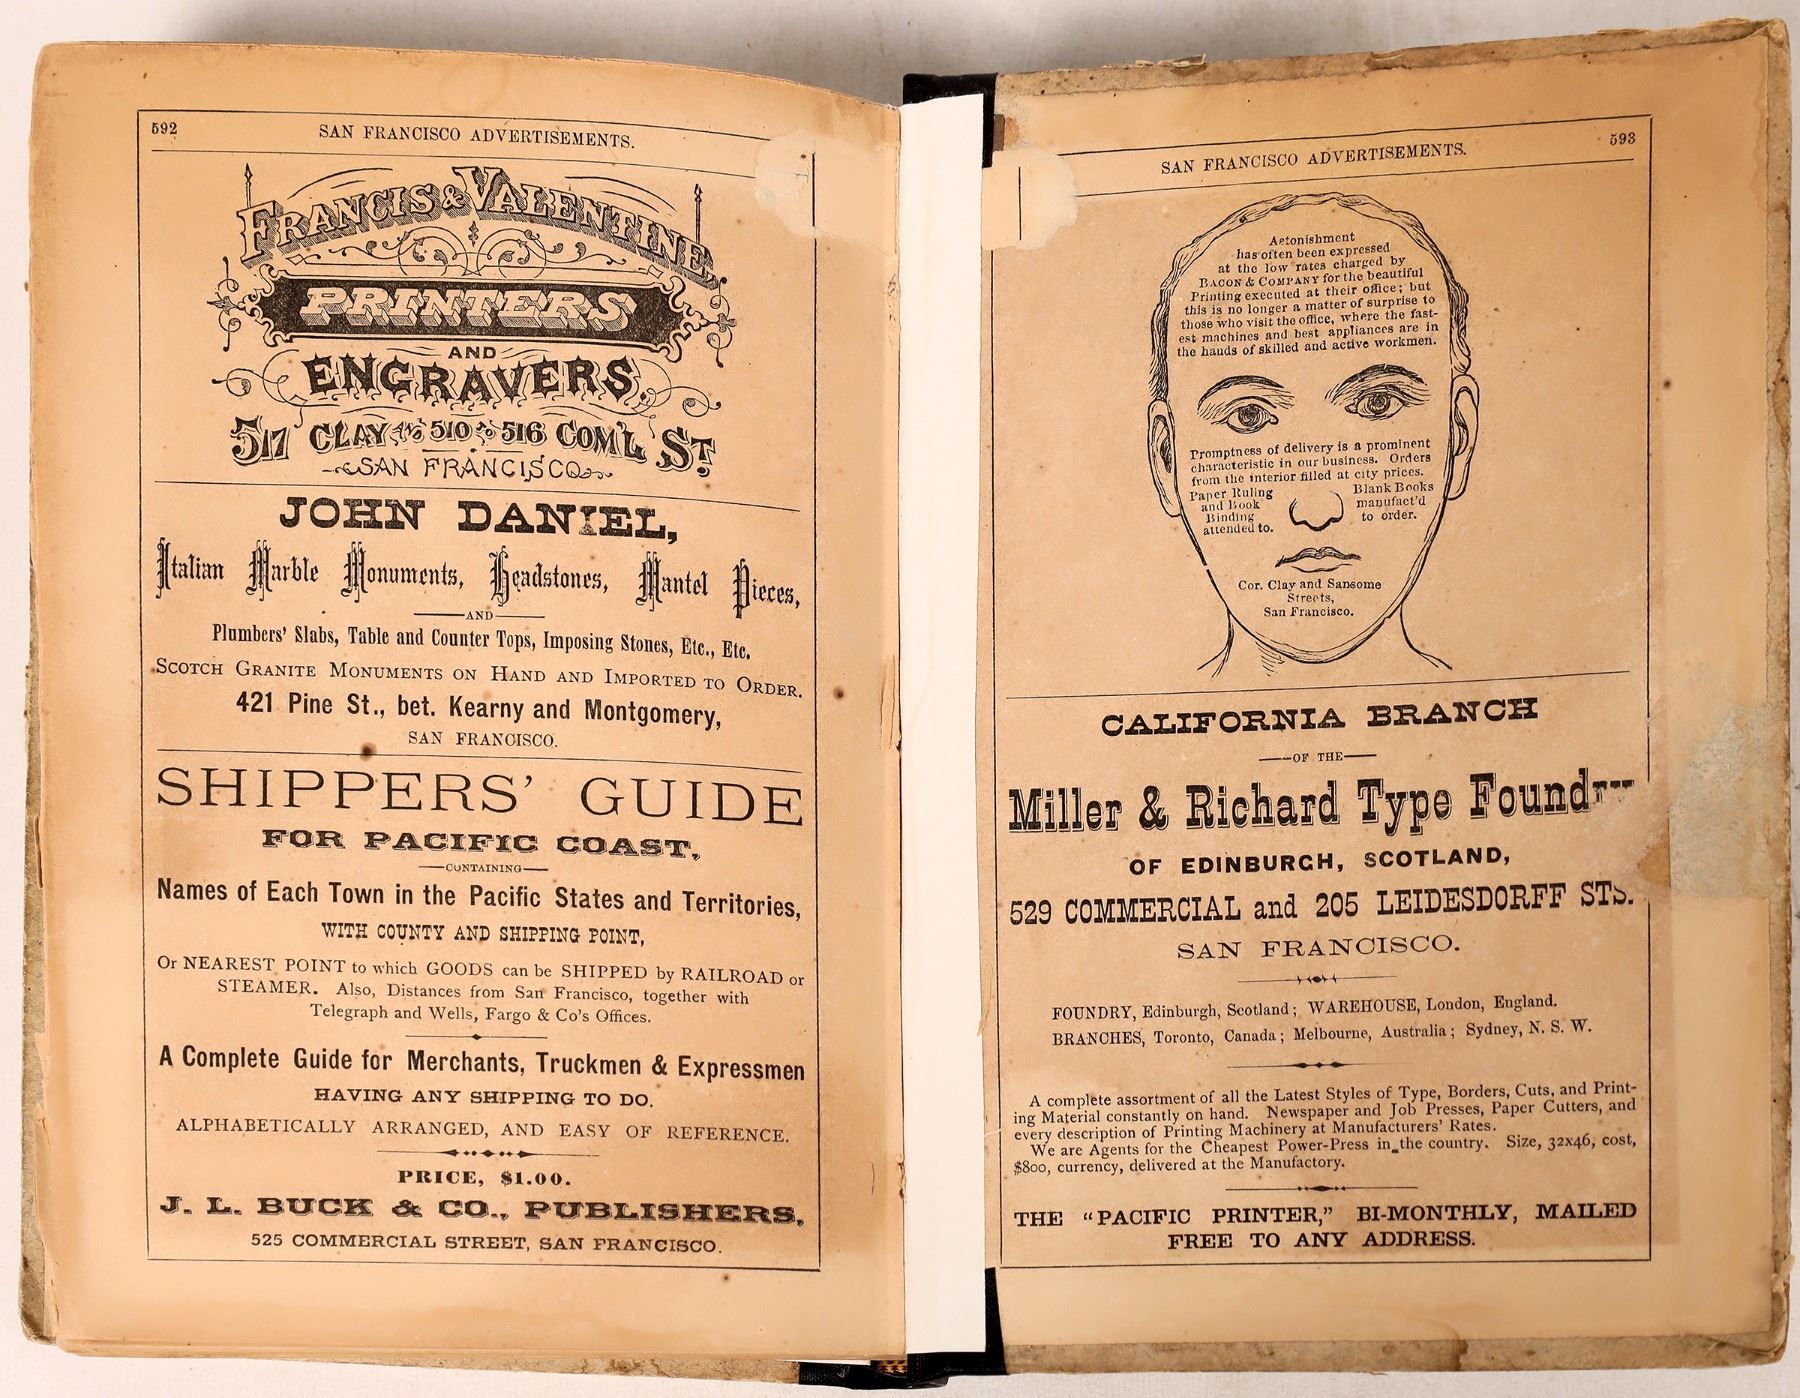 592
SAN FRANCISCO ADVERTISEMENTS.
FRANCIS & VALENTINE,
PRINTERS
AND
ENGRAVERS,
517 CLAY AND 510 TO 516 COM'L ST
SAN FRANCISCO.
JOHN DANIEL,
Italian Marble Monuments, Headstones, Mantel Pieces,
AND
Plumbers' Slabs, Table and Counter Tops, Imposing Stones, Etc., Etc.
SCOTCH GRANITE MONUMENTS ON HAND AND IMPORTED TO ORDER.
421 Pine St., bet. Kearny and Montgomery,
SAN FRANCISCO.
SHIPPERS' GUIDE
FOR PACIFIC COAST,
CONTAINING
Names of Each Town in the Pacific States and Territories,
WITH COUNTY AND SHIPPING POINT,
Or NEAREST POINT to which GOODS can be SHIPPED by RAILROAD or
STEAMER. Also, Distances from San Francisco, together with
Telegraph and Wells, Fargo & Co's Offices.
A Complete Guide for Merchants, Truckmen & Expressmen
HAVING ANY SHIPPING TO DO.
ALPHABETICALLY ARRANGED, AND EASY OF REFERENCE.
PRICE, $1.00.
J. L. BUCK & CO., PUBLISHERS,
525 COMMERCIAL STREET, SAN FRANCISCO.
SAN FRANCISCO ADVERTISEMENTS.
593
Astonishment
has often been expressed
at the low rates charged by
BACON & COMPANY for the beautiful
Printing executed at their office; but
this is no longer a matter of surprise to
those who visit the office, where the fast-
est machines and best appliances are in
the hands of skilled and active workmen.
Promptness of delivery is a prominent
characteristic in our business. Orders
from the interior filled at city prices.
Paper Ruling
and Book
Binding
attended to.
Blank Books
manufact'd
to order.
Cor. Clay and Sansome
Streets,
San Francisco.
CALIFORNIA BRANCH
OF THE
Miller & Richard Type Foundry
OF EDINBURGH, SCOTLAND,
529 COMMERCIAL and 205 LEIDESDORFF STS.
SAN FRANCISCO.
FOUNDRY, Edinburgh, Scotland; WAREHOUSE, London, England.
BRANCHES, Toronto, Canada; Melbourne, Australia; Sydney, N. S. W.
A complete assortment of all the Latest Styles of Type, Borders, Cuts, and Print-
ing Material constantly on hand. Newspaper and Job Presses, Paper Cutters, and
every description of Printing Machinery at Manufacturers' Rates.
We are Agents for the Cheapest Power-Press in the country. Size, 32x46, cost,
$800, currency, delivered at the Manufactory.
THE "PACIFIC PRINTER," BI-MONTHLY, MAILED
FREE TO ANY ADDRESS.